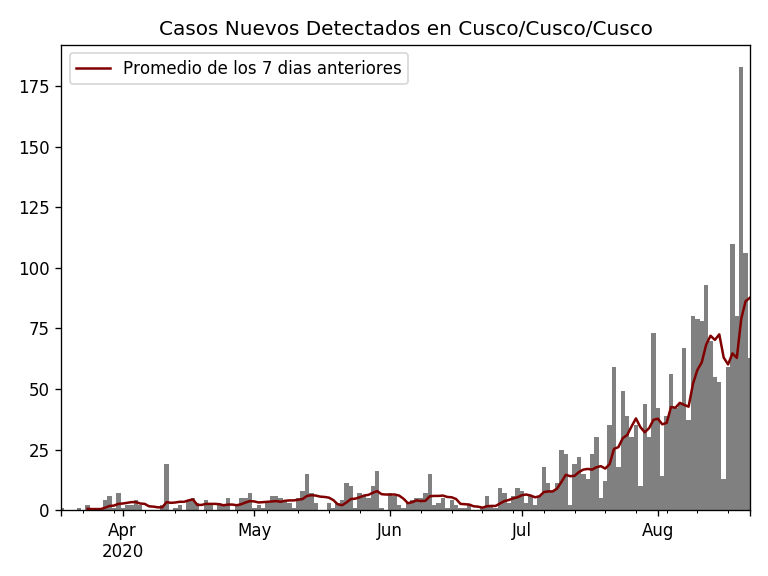 Casos Nuevos Detectados en Cusco/Cusco/Cusco
Promedio de los 7 dias anteriores
175
150
125
100
75
50
25
0
Apr
2020
May
Jun
Jul
Aug